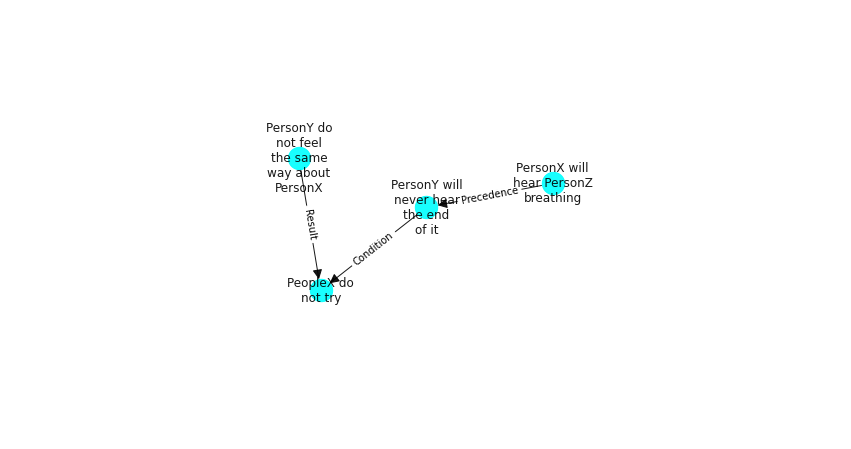 PersonY do
not feel
the same
way about
PersonX
PersonX will
hear PersonZ
breathing
PersonY will
never hear
the end
of it
Precedence
Result
Condition
PeopleX do
not try